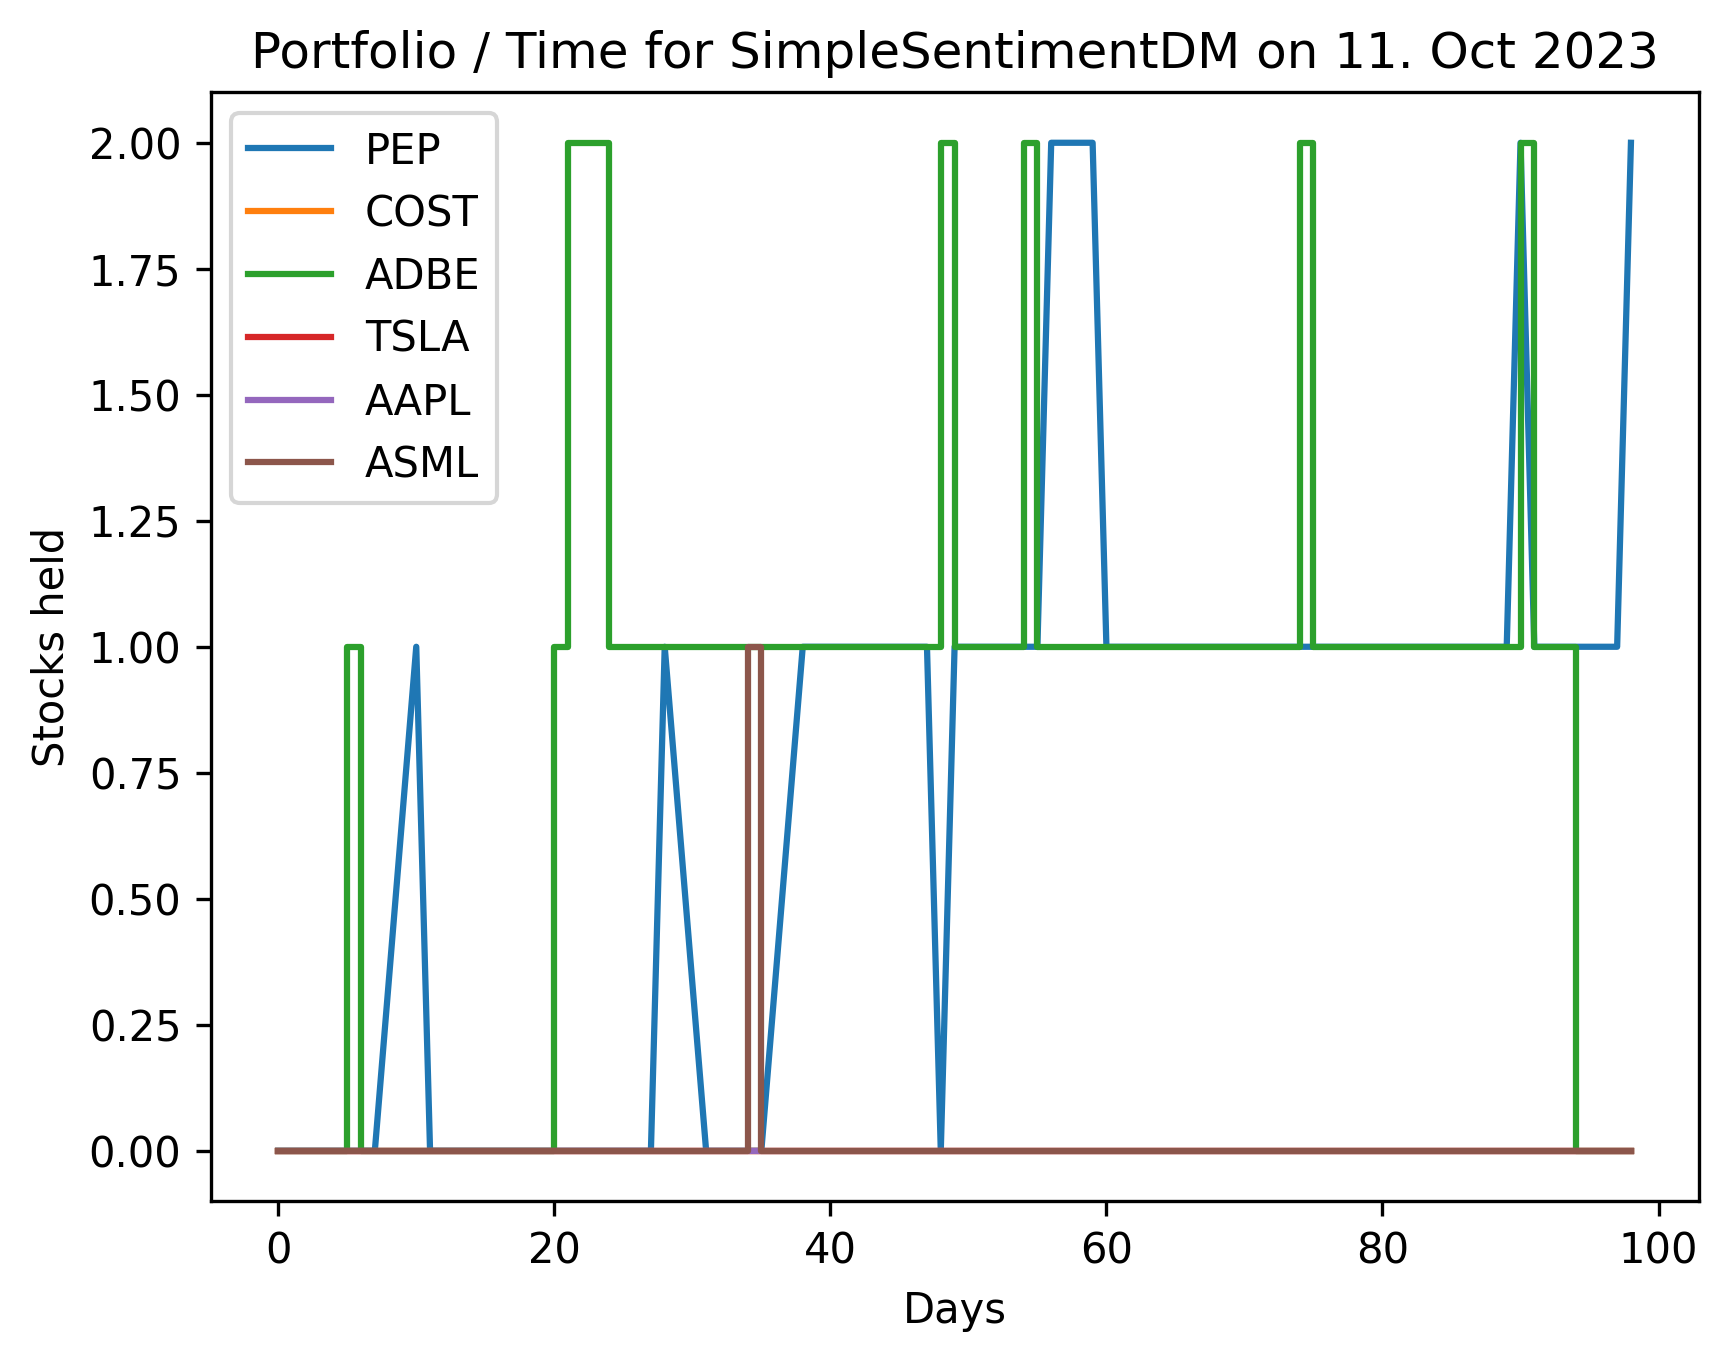 Portfolio / Time for SimpleSentimentDM on 11. Oct 2023
PEP
COST
ADBE
TSLA
AAPL
ASML
Stocks held
2.00
1.75
1.50
1.25
1.00
0.75
0.50
0.25
0.00
0 20 40 60 80 100
Days